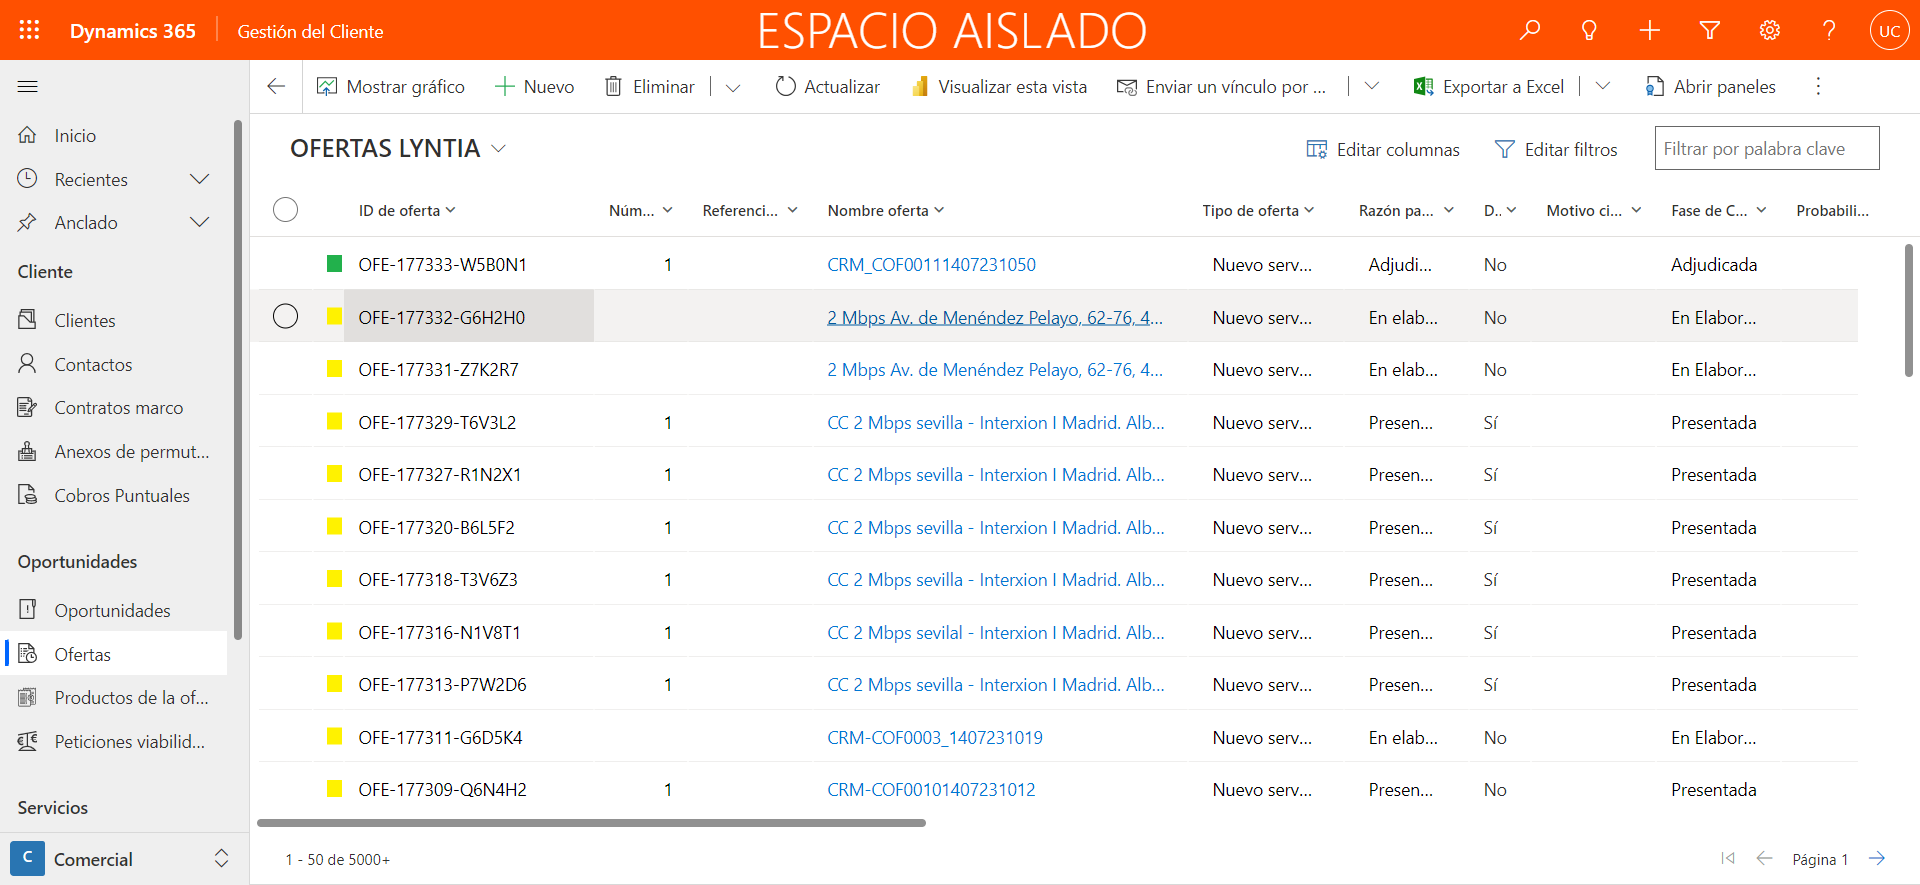 Dynamics 365 Gestión del Cliente ESPACIO AISLADO UC
Mostrar gráfico Nuevo Eliminar Actualizar Visualizar esta vista Enviar un vínculo por ... Exportar a Excel Abrir paneles
Inicio
Recientes
Anclado
Cliente
Clientes
Contactos
Contratos marco
Anexos de permut...
Cobros Puntuales
Oportunidades
Oportunidades
Ofertas
Productos de la of...
Peticiones viabilid...
Servicios
C Comercial
OFERTAS LYNTIA Editar columnas Editar filtros Filtrar por palabra clave
ID de oferta Núm... Referenci... Nombre oferta Tipo de oferta Razón pa... D.. Motivo ci... Fase de C... Probabili...
OFE-177333-W5B0N1 1 CRM_COF00111407231050 Nuevo serv... Adjudi... No Adjudicada
OFE-177332-G6H2H0 2 Mbps Av. de Menéndez Pelayo, 62-76, 4... Nuevo serv... En elab... No En Elabor...
OFE-177331-Z7K2R7 2 Mbps Av. de Menéndez Pelayo, 62-76, 4... Nuevo serv... En elab... No En Elabor...
OFE-177329-T6V3L2 1 CC 2 Mbps sevilla - Interxion I Madrid. Alb... Nuevo serv... Presen... Sí Presentada
OFE-177327-R1N2X1 1 CC 2 Mbps sevilla - Interxion I Madrid. Alb... Nuevo serv... Presen... Sí Presentada
OFE-177320-B6L5F2 1 CC 2 Mbps sevilla - Interxion I Madrid. Alb... Nuevo serv... Presen... Sí Presentada
OFE-177318-T3V6Z3 1 CC 2 Mbps sevilla - Interxion I Madrid. Alb... Nuevo serv... Presen... Sí Presentada
OFE-177316-N1V8T1 1 CC 2 Mbps sevilal - Interxion I Madrid. Alb... Nuevo serv... Presen... Sí Presentada
OFE-177313-P7W2D6 1 CC 2 Mbps sevilla - Interxion I Madrid. Alb... Nuevo serv... Presen... Sí Presentada
OFE-177311-G6D5K4 CRM-COF0003_1407231019 Nuevo serv... En elab... No En Elabor...
OFE-177309-Q6N4H2 1 CRM-COF00101407231012 Nuevo serv... Presen... No Presentada
1 - 50 de 5000+ Página 1